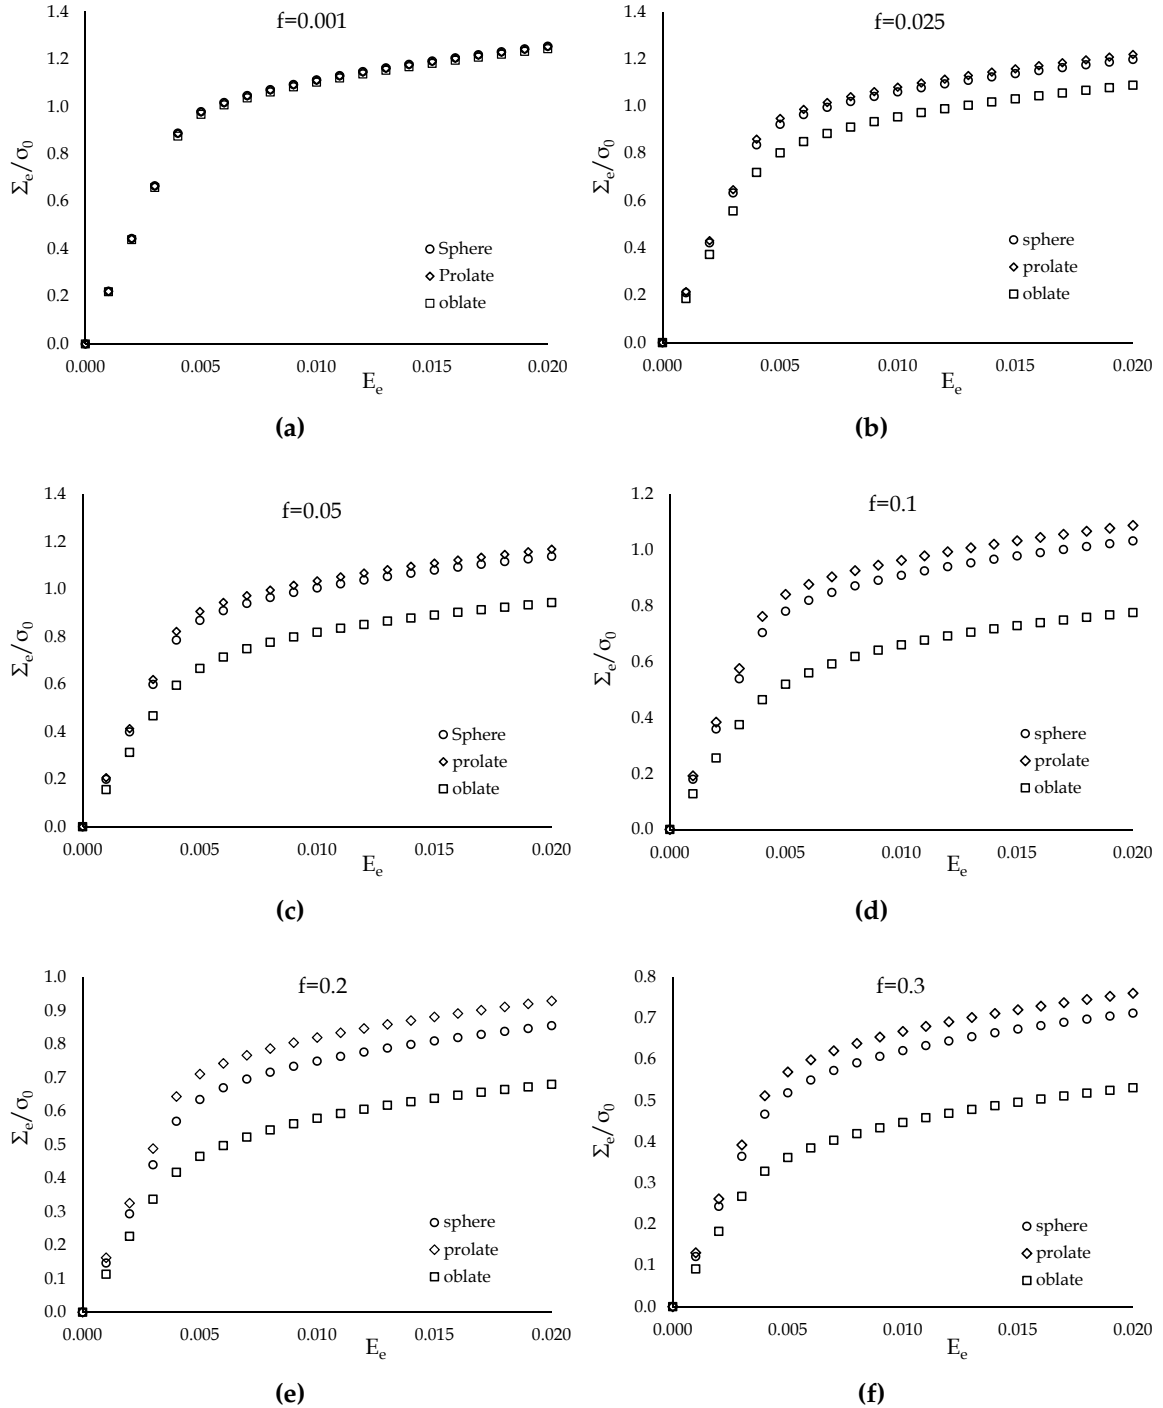 f=0.001
1.4
1.2
1.0
0.8
0.6
0.4
0.2
0.0
Σe/σ0
Sphere
Prolate
oblate
0.000 0.005 0.010 0.015 0.020
Ee
(a)
f=0.025
1.4
1.2
1.0
0.8
0.6
0.4
0.2
0.0
Σe/σ0
sphere
prolate
oblate
0.000 0.005 0.010 0.015 0.020
Ee
(b)
f=0.05
1.4
1.2
1.0
0.8
0.6
0.4
0.2
0.0
Σe/σ0
Sphere
prolate
oblate
0.000 0.005 0.010 0.015 0.020
Ee
(c)
f=0.1
1.2
1.0
0.8
0.6
0.4
0.2
0.0
Σe/σ0
sphere
prolate
oblate
0.000 0.005 0.010 0.015 0.020
Ee
(d)
f=0.2
1.0
0.9
0.8
0.7
0.6
0.5
0.4
0.3
0.2
0.1
0.0
Σe/σ0
sphere
prolate
oblate
0.000 0.005 0.010 0.015 0.020
Ee
(e)
f=0.3
0.8
0.7
0.6
0.5
0.4
0.3
0.2
0.1
0.0
Σe/σ0
sphere
prolate
oblate
0.000 0.005 0.010 0.015 0.020
Ee
(f)